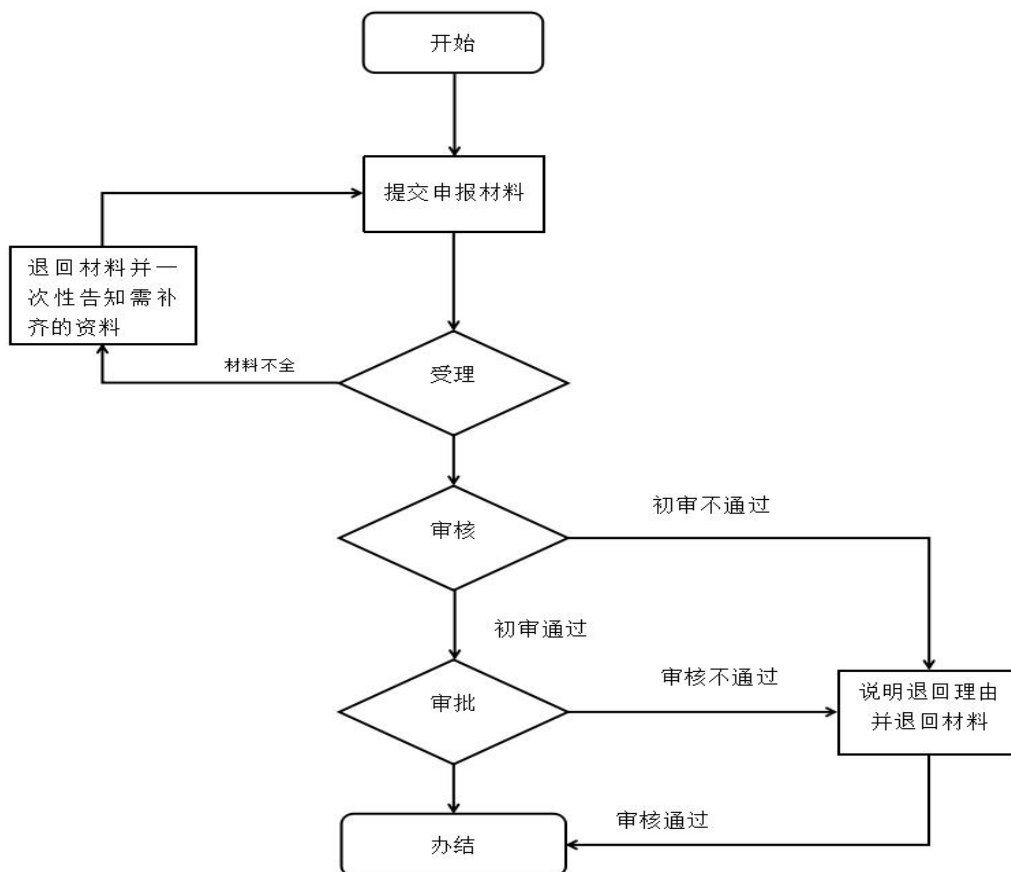 开始
提交申报材料
退回材料并一
次性告知需补
齐的资料
材料不全
受理
初审不通过
审核
初审通过
审核不通过
审批
说明退回理由
并退回材料
审核通过
办结